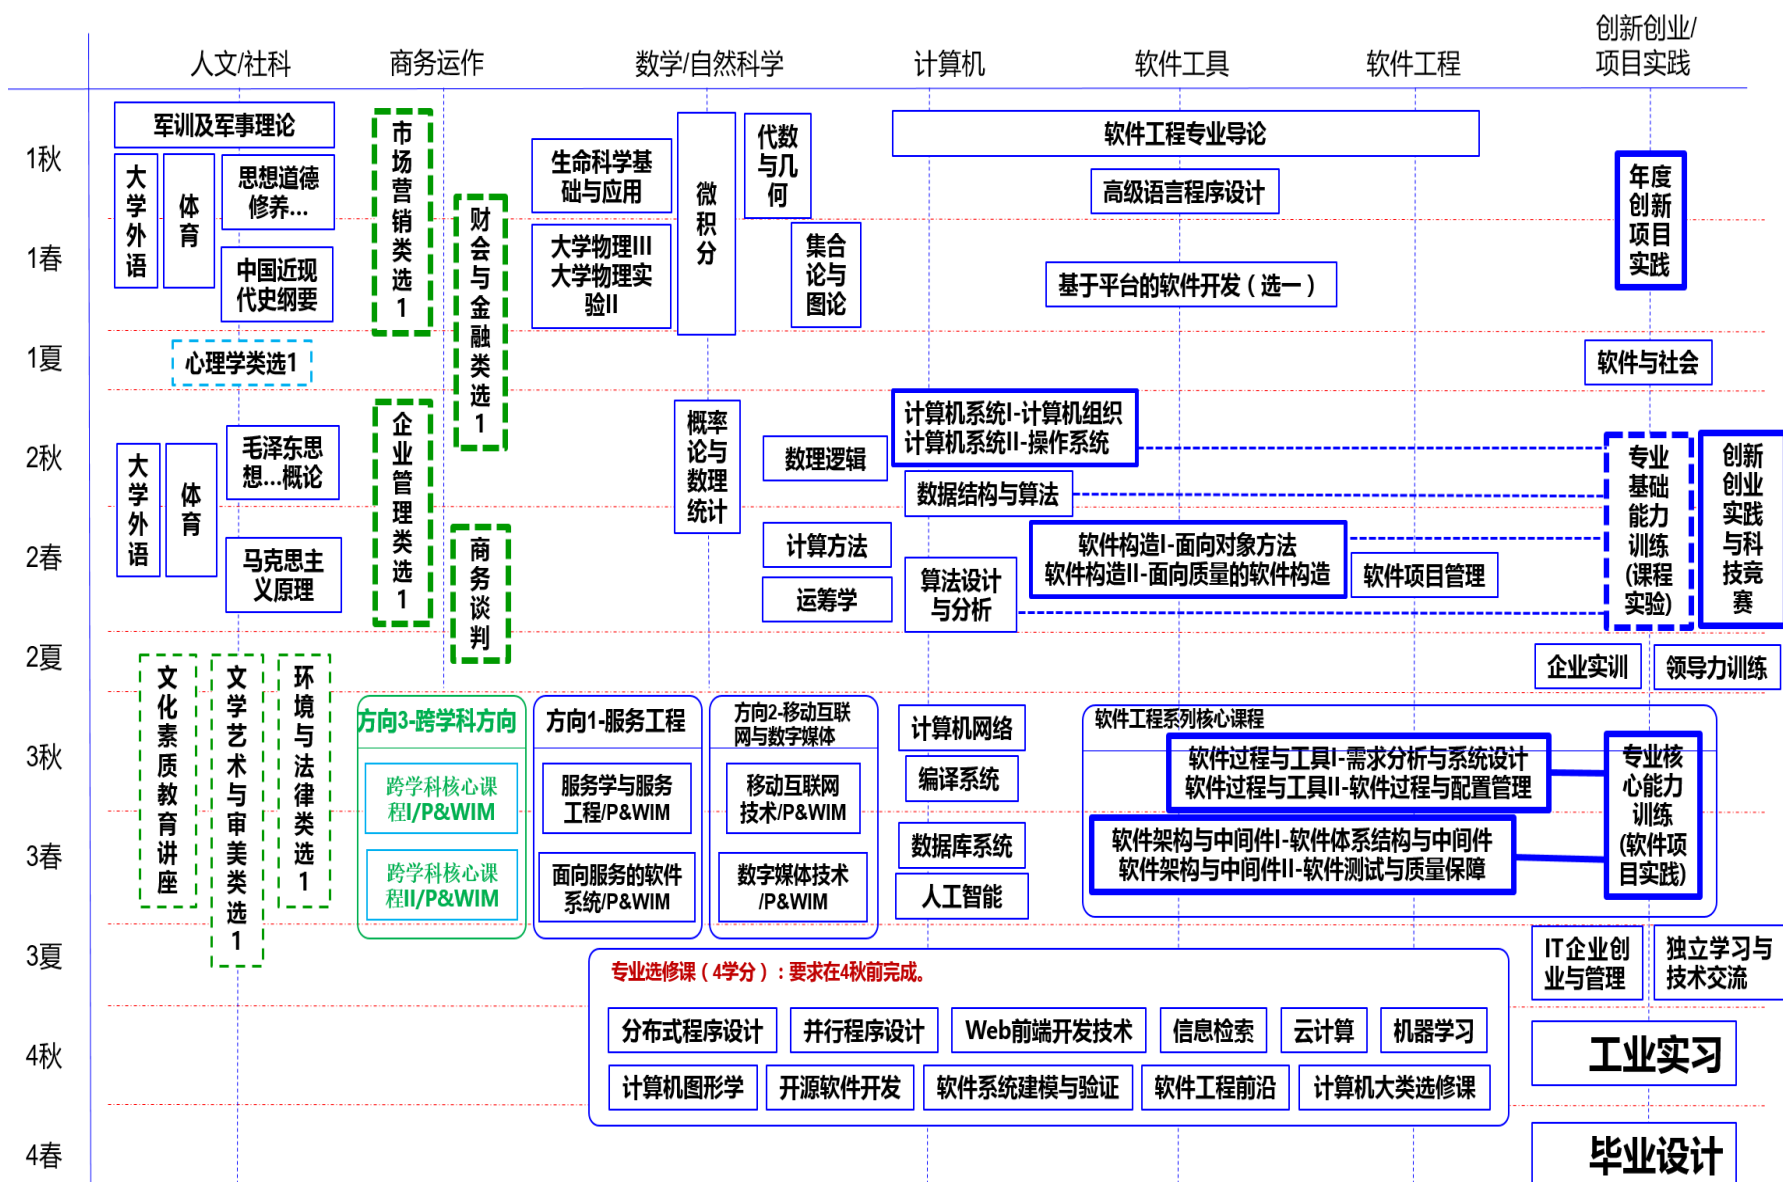 人文/社科
商务运作
数学/自然科学
计算机
软件工具
软件工程
创新创业/
项目实践
1秋
军训及军事理论
大学外语
体育
思想道德
修养...
市场营销类选1
财会与金融类选1
生命科学基
础与应用
微积分
代数
与几
何
软件工程专业导论
高级语言程序设计
年度
创新
项目
实践
1春
中国近现
代史纲要
大学物理III
大学物理实
验II
集合
论与
图论
基于平台的软件开发（选一）
1夏
心理学类选1
软件与社会
2秋
大学外语
体育
毛泽东思
想...概论
企业管理类选1
概率
论与
数理
统计
数理逻辑
计算机系统I-计算机组织
计算机系统II-操作系统
数据结构与算法
专业
基础
能力
训练
(课程
实验)
创新
创业
实践
与科
技竞
赛
2春
马克思主
义原理
商务谈判
计算方法
运筹学
算法设计
与分析
软件构造I-面向对象方法
软件构造II-面向质量的软件构造
软件项目管理
2夏
文化素质教育讲座
文学艺术与审美类选1
环境与法律类选1
企业实训
领导力训练
3秋
方向3-跨学科方向
跨学科核心课
程I/P&WIM
跨学科核心课
程II/P&WIM
方向1-服务工程
服务学与服务
工程/P&WIM
面向服务的软件
系统/P&WIM
方向2-移动互联
网与数字媒体
移动互联网
技术/P&WIM
数字媒体技术
/P&WIM
计算机网络
编译系统
软件工程系列核心课程
软件过程与工具I-需求分析与系统设计
软件过程与工具II-软件过程与配置管理
专业核
心能力
训练
(软件项
目实践)
3春
数据库系统
人工智能
软件架构与中间件I-软件体系结构与中间件
软件架构与中间件II-软件测试与质量保障
3夏
专业选修课（4学分）：要求在4秋前完成。
IT企业创
业与管理
独立学习与
技术交流
4秋
分布式程序设计
并行程序设计
Web前端开发技术
信息检索
云计算
机器学习
计算机图形学
开源软件开发
软件系统建模与验证
软件工程前沿
计算机大类选修课
工业实习
4春
毕业设计